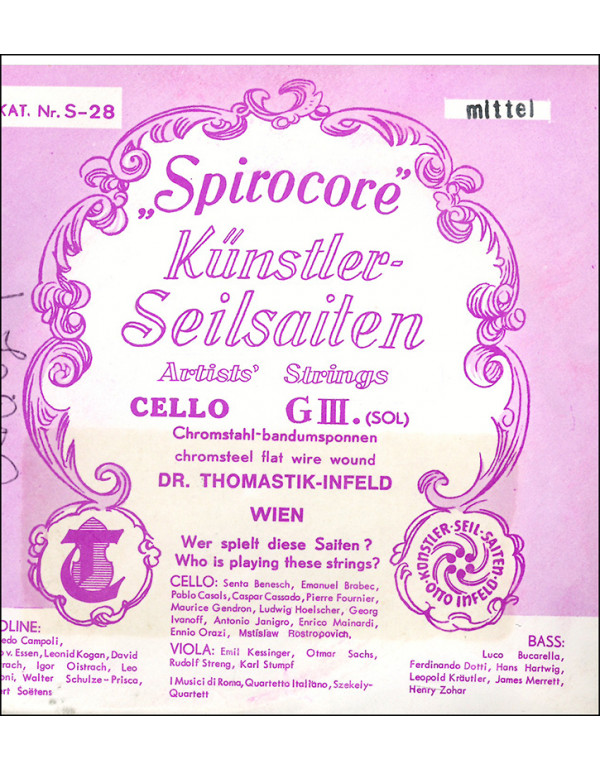 KAT. Nr. S-28
mittel
„Spirocore”
Künstler-
Seilsaiten
Artists' Strings
CELLO G III. (SOL)
Chromstahl-bandumsponnen
chromsteel flat wire wound
DR. THOMASTIK-INFELD
WIEN
KÜNSTLER-SEIL-SAITEN
OTTO INFELD
Wer spielt diese Saiten?
Who is playing these strings?
CELLO: Senta Benesch, Emanuel Brabec,
Pablo Casals, Caspar Cassado, Pierre Fournier,
Maurice Gendron, Ludwig Hoelscher, Georg
Ivanoff, Antonio Janigro, Enrico Mainardi,
Ennio Orazi, Mstislaw Rostropovich.
VIOLA: Emil Kessinger, Otmar Sachs,
Rudolf Streng, Karl Stumpf
I Musici di Roma, Quartetto Italiano, Szekely-
Quartett
OLINE:
edo Campoli,
v. Essen, Leonid Kogan, David
rach, Igor Oistrach, Leo
oni, Walter Schulze-Prisca,
ert Soëtens
BASS:
Luco Bucarella,
Ferdinando Dotti, Hans Hartwig,
Leopold Kräutler, James Merrett,
Henry Zohar